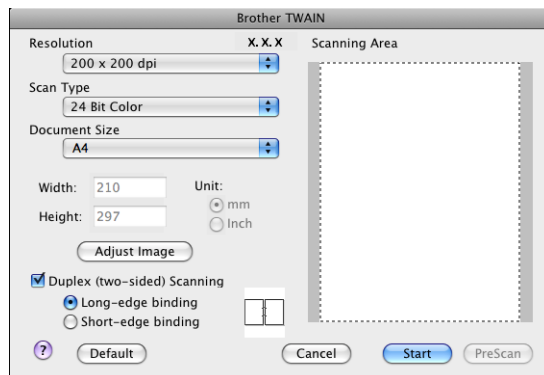 Brother TWAIN
Resolution
X. X. X
200 x 200 dpi
Scan Type
24 Bit Color
Document Size
A4
Width: 210
Height: 297
Unit:
mm
Inch
Adjust Image
Duplex (two-sided) Scanning
Long-edge binding
Short-edge binding
Scanning Area
?
Default
Cancel
Start
PreScan